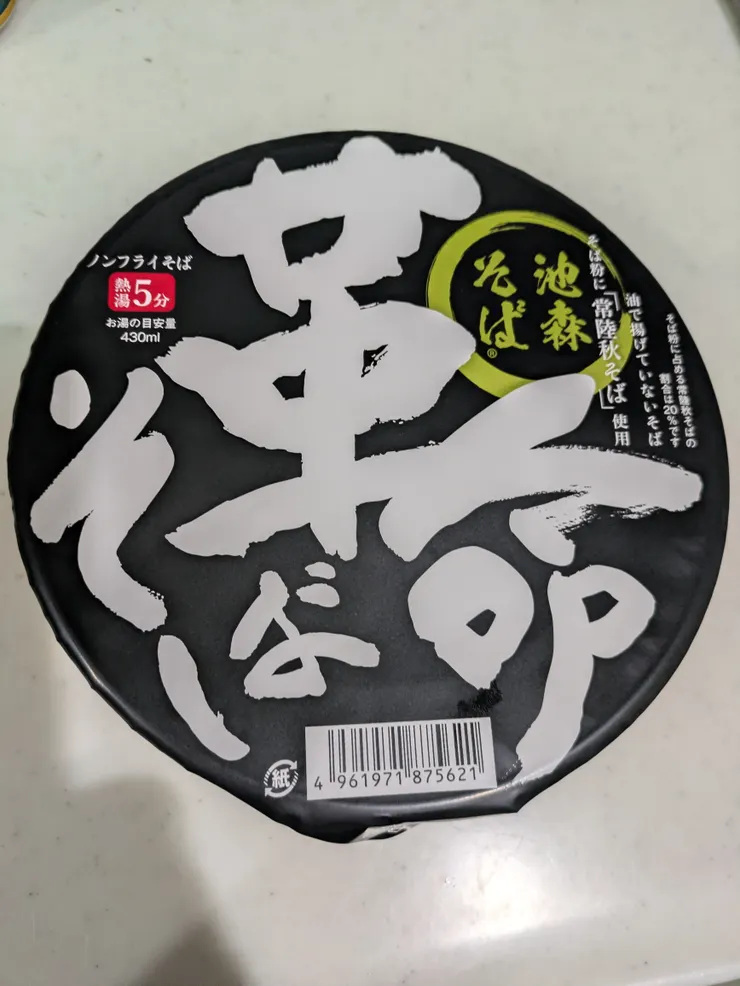 革命
そば
池森
そば®
ノンフライそば
熱湯5分
お湯の目安量
430ml
そば粉に占める常陸秋そばの
割合は20%です
油で揚げていないそば
そば粉に「常陸秋そば」使用
紙
4 961971 875621